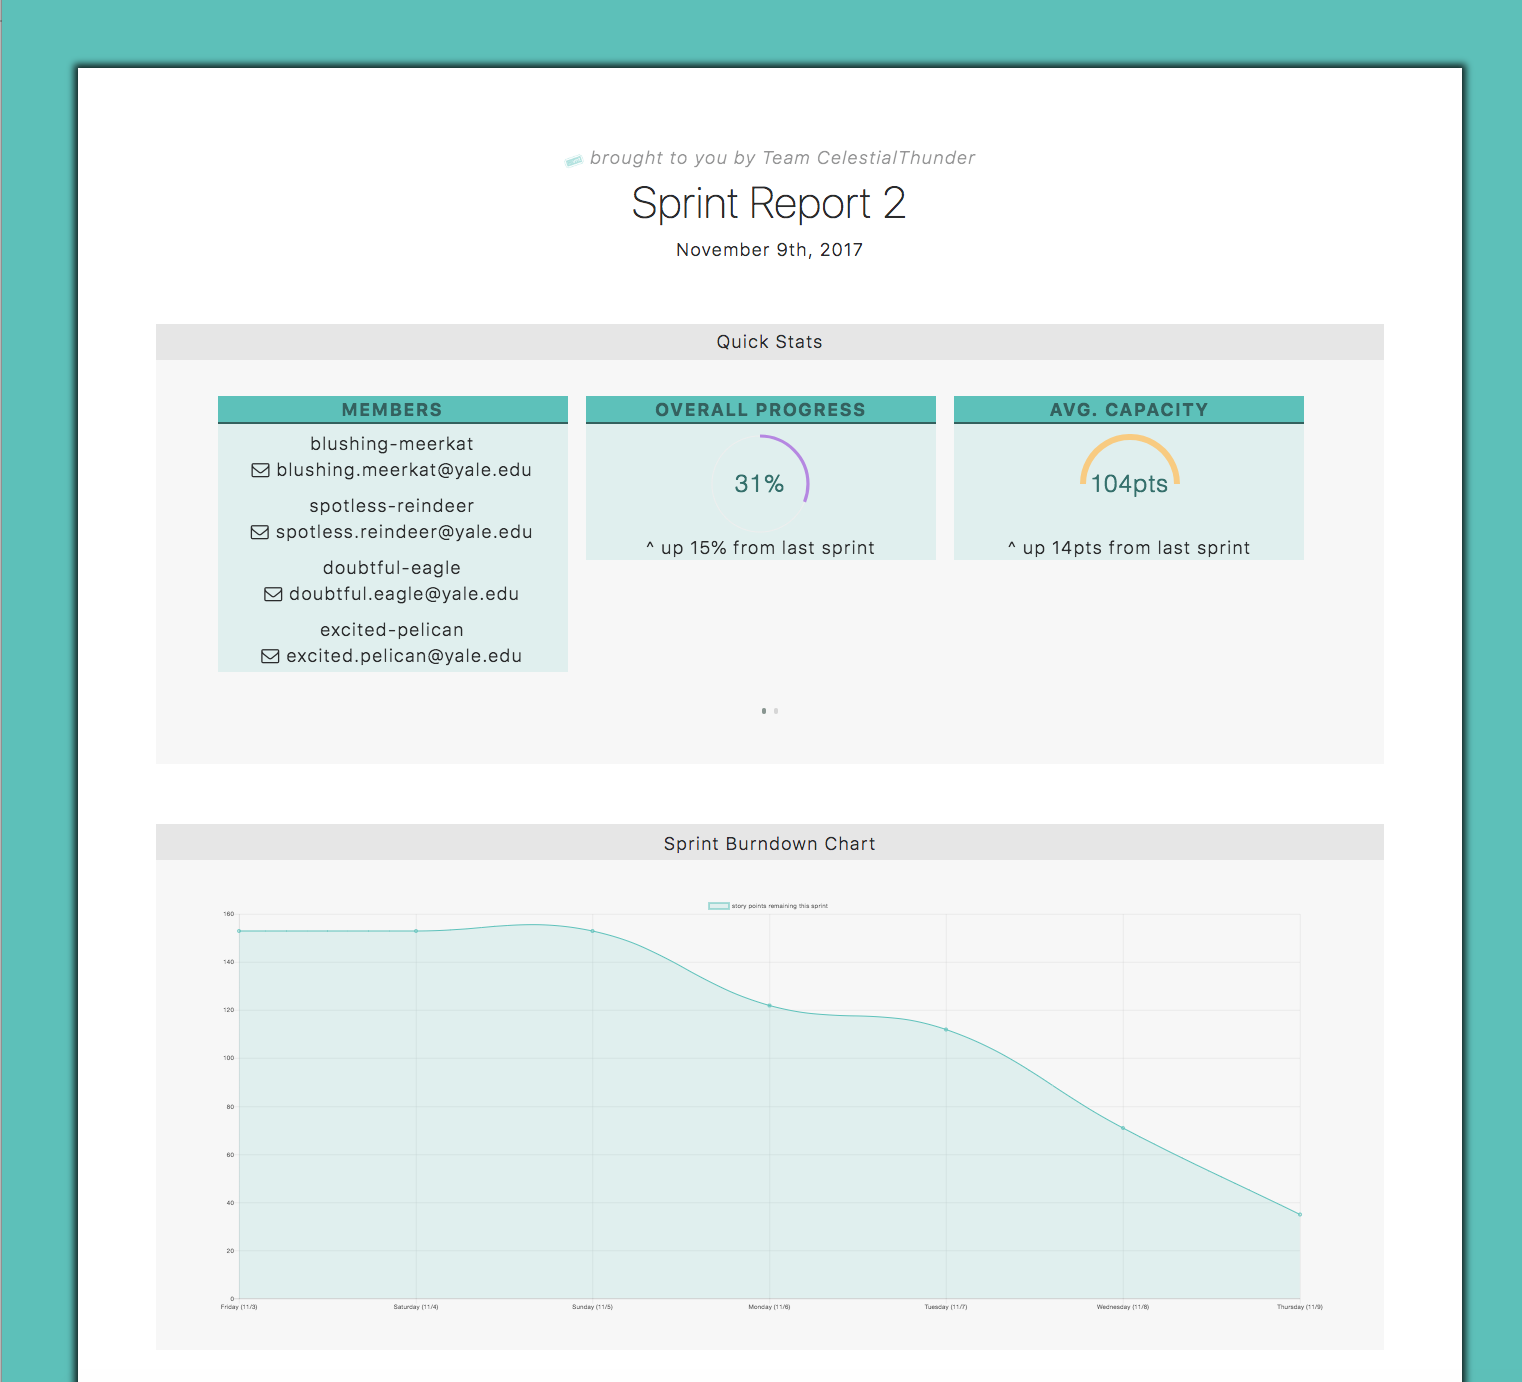 brought to you by Team CelestialThunder
Sprint Report 2
November 9th, 2017
Quick Stats
MEMBERS
blushing-meerkat
blushing.meerkat@yale.edu
spotless-reindeer
spotless.reindeer@yale.edu
doubtful-eagle
doubtful.eagle@yale.edu
excited-pelican
excited.pelican@yale.edu
OVERALL PROGRESS
31%
^ up 15% from last sprint
AVG. CAPACITY
104pts
^ up 14pts from last sprint
Sprint Burndown Chart
story points remaining this sprint
160
140
120
100
80
60
40
20
0
Friday (11/3)
Saturday (11/4)
Sunday (11/5)
Monday (11/6)
Tuesday (11/7)
Wednesday (11/8)
Thursday (11/9)